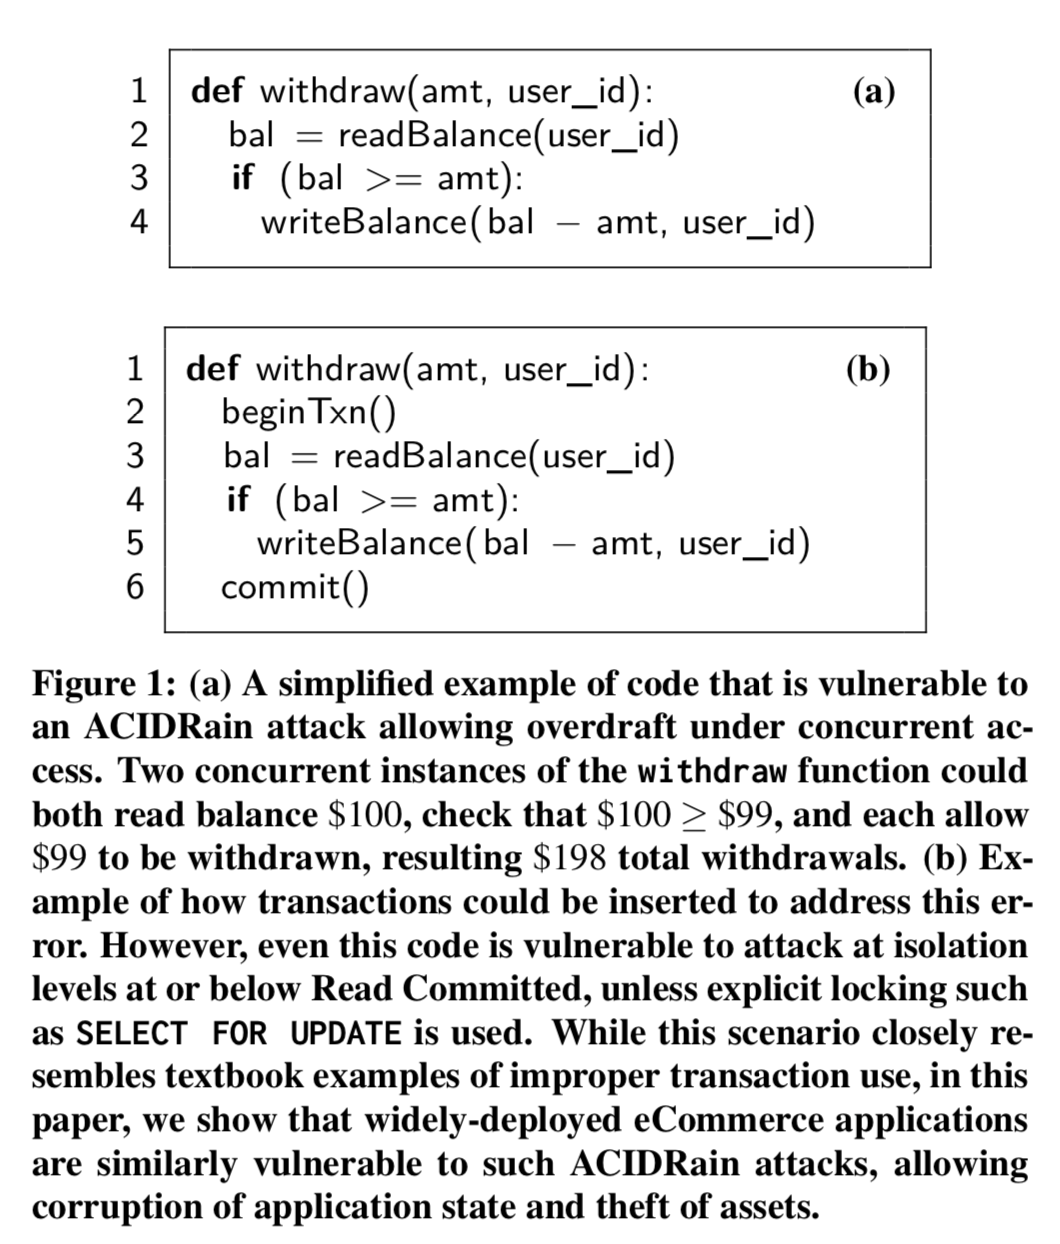 1 def withdraw(amt, user_id): (a)
2 bal = readBalance(user_id)
3 if (bal >= amt):
4 writeBalance(bal − amt, user_id)
1 def withdraw(amt, user_id): (b)
2 beginTxn()
3 bal = readBalance(user_id)
4 if (bal >= amt):
5 writeBalance(bal − amt, user_id)
6 commit()
Figure 1: (a) A simplified example of code that is vulnerable to
an ACIDRain attack allowing overdraft under concurrent ac-
cess. Two concurrent instances of the withdraw function could
both read balance $100, check that $100 ≥ $99, and each allow
$99 to be withdrawn, resulting $198 total withdrawals. (b) Ex-
ample of how transactions could be inserted to address this er-
ror. However, even this code is vulnerable to attack at isolation
levels at or below Read Committed, unless explicit locking such
as SELECT FOR UPDATE is used. While this scenario closely re-
sembles textbook examples of improper transaction use, in this
paper, we show that widely-deployed eCommerce applications
are similarly vulnerable to such ACIDRain attacks, allowing
corruption of application state and theft of assets.